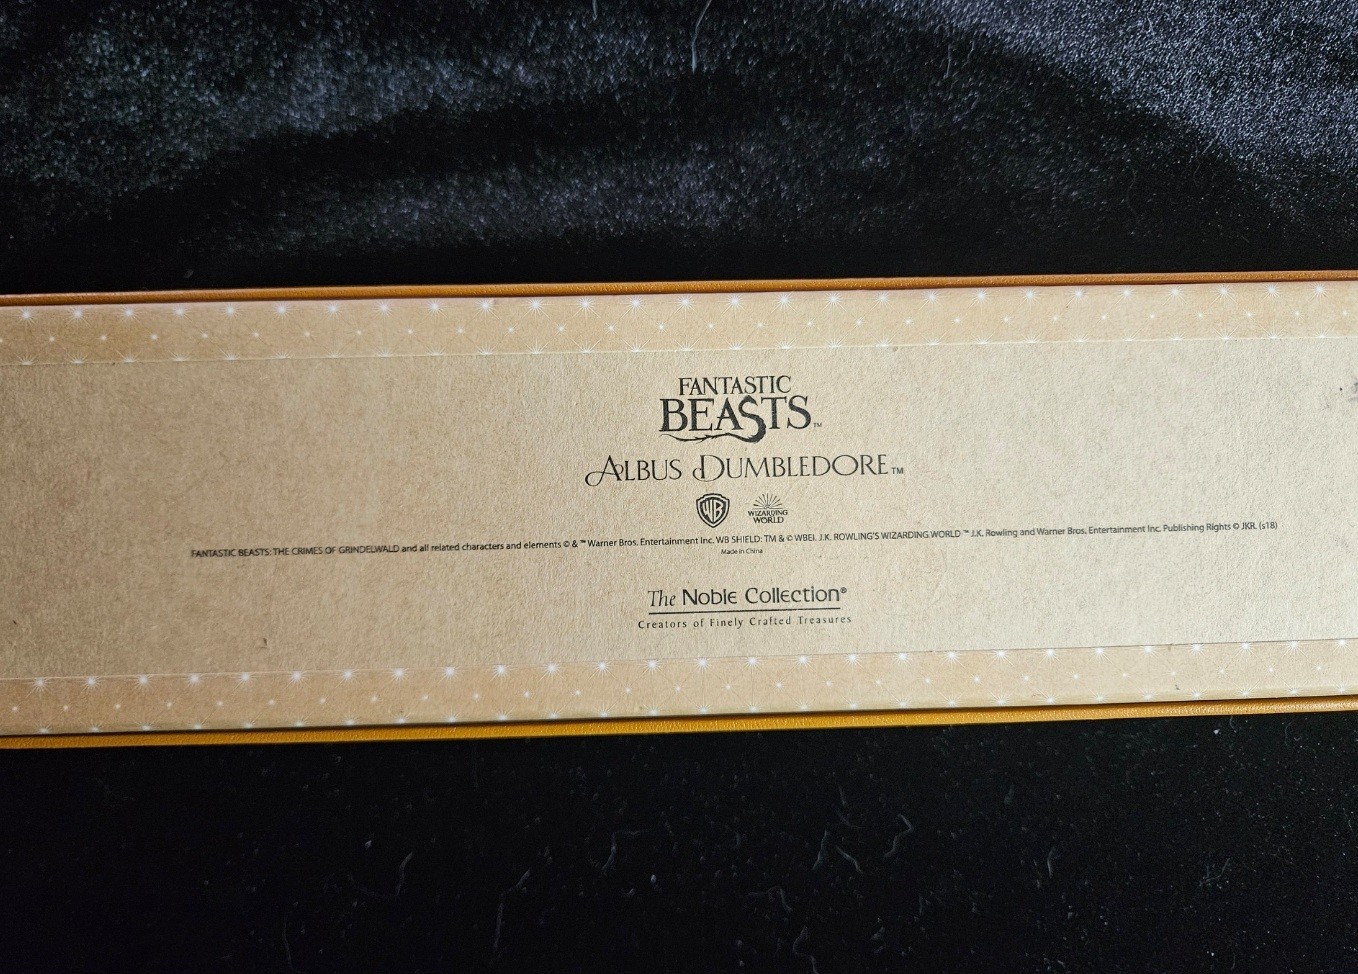 FANTASTIC
BEASTS™
ALBUS DUMBLEDORE™
WB WIZARDING
WORLD
FANTASTIC BEASTS: THE CRIMES OF GRINDELWALD and all related characters and elements © & ™ Warner Bros. Entertainment Inc. WB SHIELD: TM & © WBEI. J.K. ROWLING'S WIZARDING WORLD ™ J.K. Rowling and Warner Bros. Entertainment Inc. Publishing Rights © JKR. (s18)
Made in China
The Noble Collection®
Creators of Finely Crafted Treasures